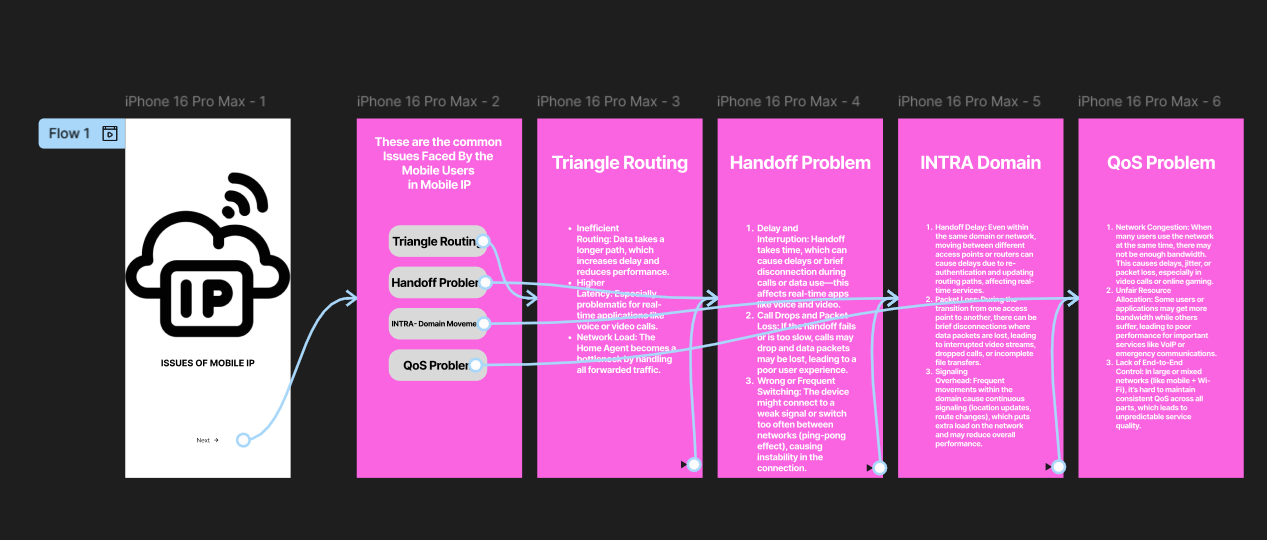 iPhone 16 Pro Max - 1
iPhone 16 Pro Max - 2
iPhone 16 Pro Max - 3
iPhone 16 Pro Max - 4
iPhone 16 Pro Max - 5
iPhone 16 Pro Max - 6
Flow 1
IP
ISSUES OF MOBILE IP
Next →
These are the common
Issues Faced By the
Mobile Users
in Mobile IP
Triangle Routing
Handoff Problem
INTRA- Domain Moveme
QoS Problem
Triangle Routing
• Inefficient
Routing: Data takes a
longer path, which
increases delay and
reduces performance.
• Higher
Latency: Especially
problematic for real-
time applications like
voice or video calls.
• Network Load: The
Home Agent becomes a
bottleneck by handling
all forwarded traffic.
Handoff Problem
1. Delay and
Interruption: Handoff
takes time, which can
cause delays or brief
disconnection during
calls or data use—this
affects real-time apps
like voice and video.
2. Call Drops and Packet
Loss: If the handoff fails
or is too slow, calls may
drop and data packets
may be lost, leading to a
poor user experience.
3. Wrong or Frequent
Switching: The device
might connect to a
weak signal or switch
too often between
networks (ping-pong
effect), causing
instability in the
connection.
INTRA Domain
1. Handoff Delay: Even within
the same domain or network,
moving between different
access points or routers can
cause delays due to re-
authentication and updating
routing paths, affecting real-
time services.
2. Packet Loss: During the
transition from one access
point to another, there can be
brief disconnections where
data packets are lost, leading
to interrupted video streams,
dropped calls, or incomplete
file transfers.
3. Signaling
Overhead: Frequent
movements within the
domain cause continuous
signaling (location updates,
route changes), which puts
extra load on the network
and may reduce overall
performance.
QoS Problem
1. Network Congestion: When
many users use the network
at the same time, there may
not be enough bandwidth.
This causes delays, jitter, or
packet loss, especially in
video calls or online gaming.
2. Unfair Resource
Allocation: Some users or
applications may get more
bandwidth while others
suffer, leading to poor
performance for important
services like VoIP or
emergency communications.
3. Lack of End-to-End
Control: In large or mixed
networks (like mobile + Wi-
Fi), it's hard to maintain
consistent QoS across all
parts, which leads to
unpredictable service
quality.